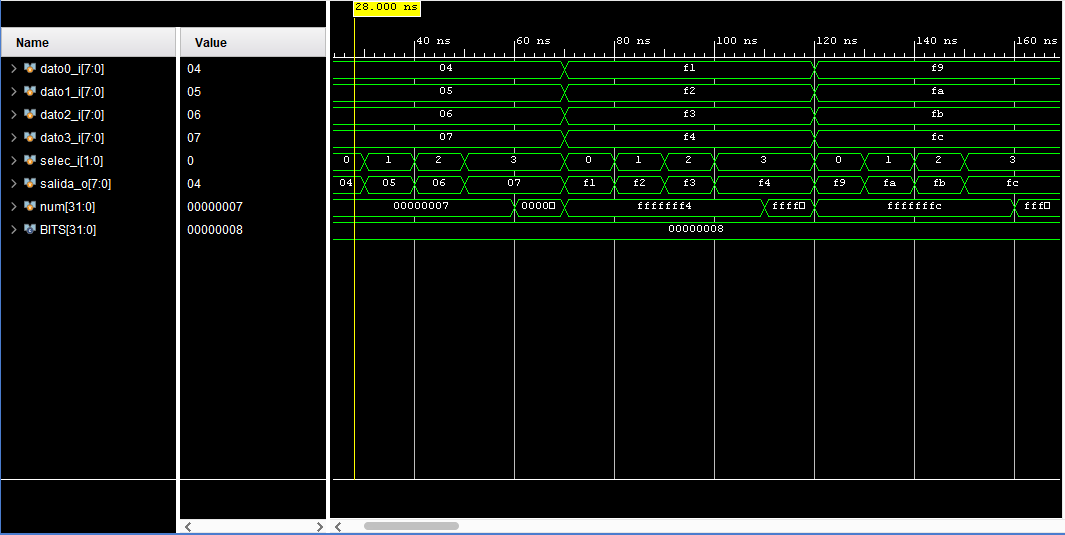 28.000 ns
Name Value
40 ns 60 ns 80 ns 100 ns 120 ns 140 ns 160 ns
dato0_i[7:0] 04 04 f1 f9
dato1_i[7:0] 05 05 f2 fa
dato2_i[7:0] 06 06 f3 fb
dato3_i[7:0] 07 07 f4 fc
selec_i[1:0] 0 0 1 2 3 0 1 2 3 0 1 2 3
salida_o[7:0] 04 04 05 06 07 f1 f2 f3 f4 f9 fa fb fc
num[31:0] 00000007 00000007 0000▯ fffffff4 ffff▯ fffffffc fff▯
BITS[31:0] 00000008 00000008